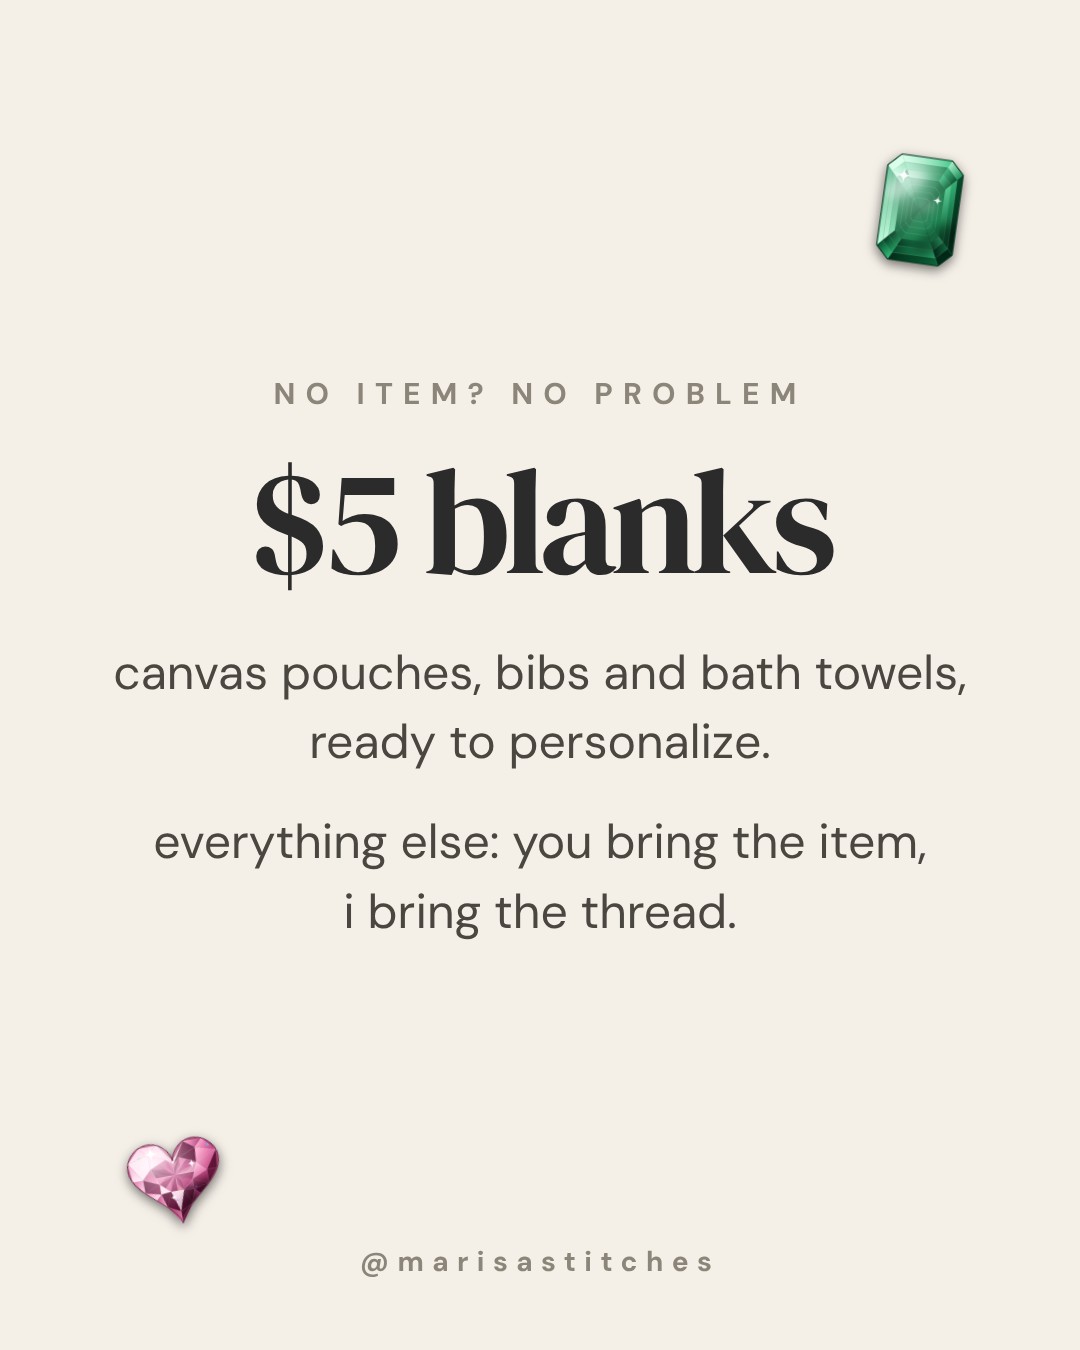 NO ITEM? NO PROBLEM
$5 blanks
canvas pouches, bibs and bath towels,
ready to personalize.
everything else: you bring the item,
i bring the thread.
@marisastitches